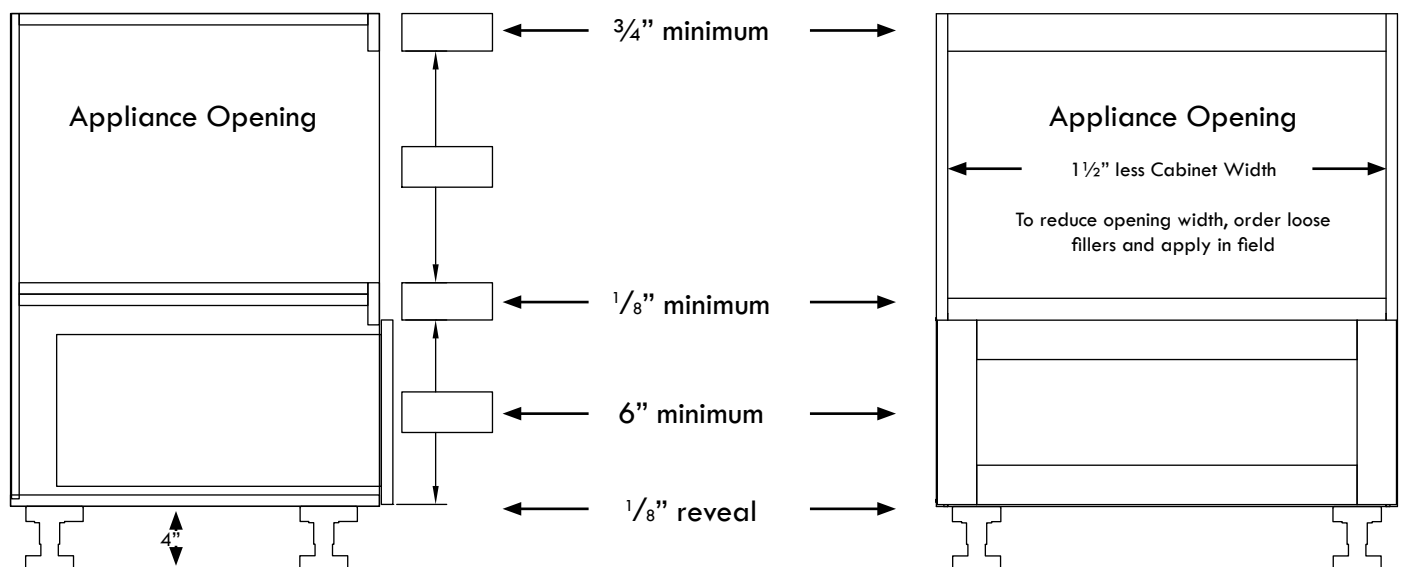 ¾” minimum
Appliance Opening
Appliance Opening
1½” less Cabinet Width
To reduce opening width, order loose
fillers and apply in field
⅛” minimum
6” minimum
⅛” reveal
4”